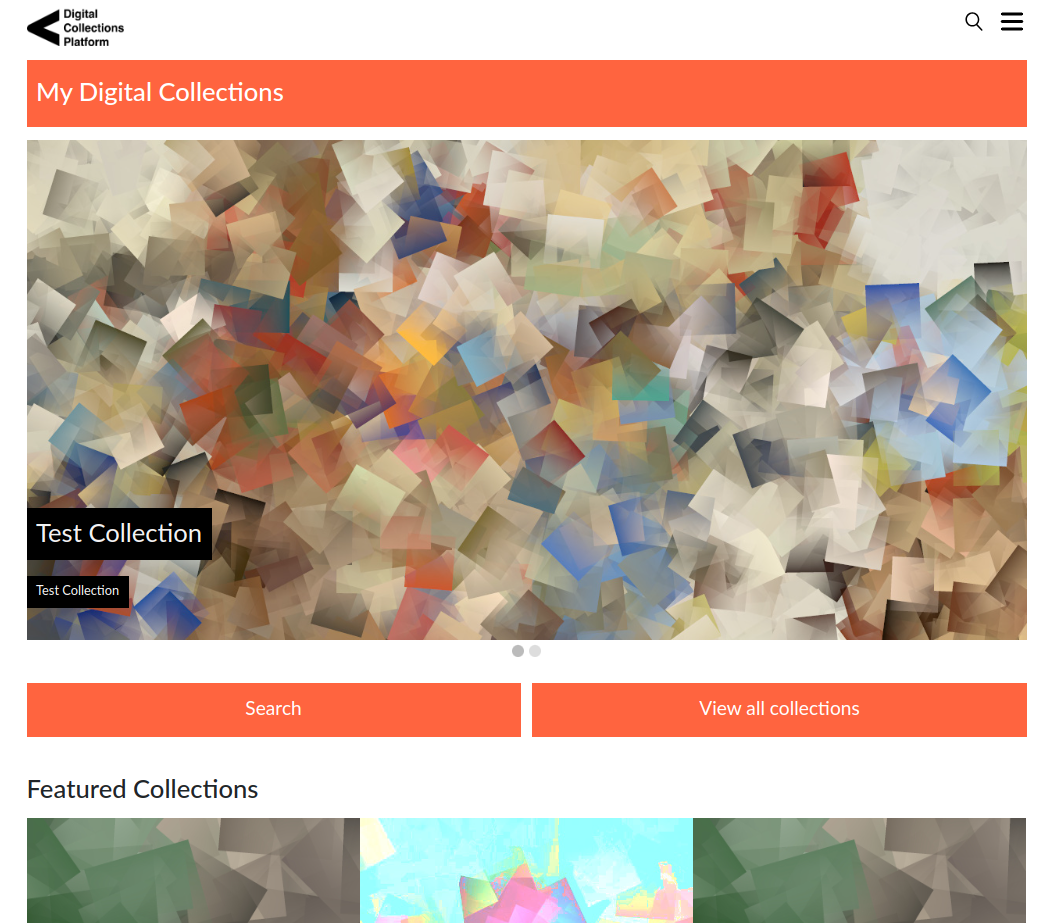 Digital
Collections
Platform
My Digital Collections
Test Collection
Test Collection
Search
View all collections
Featured Collections